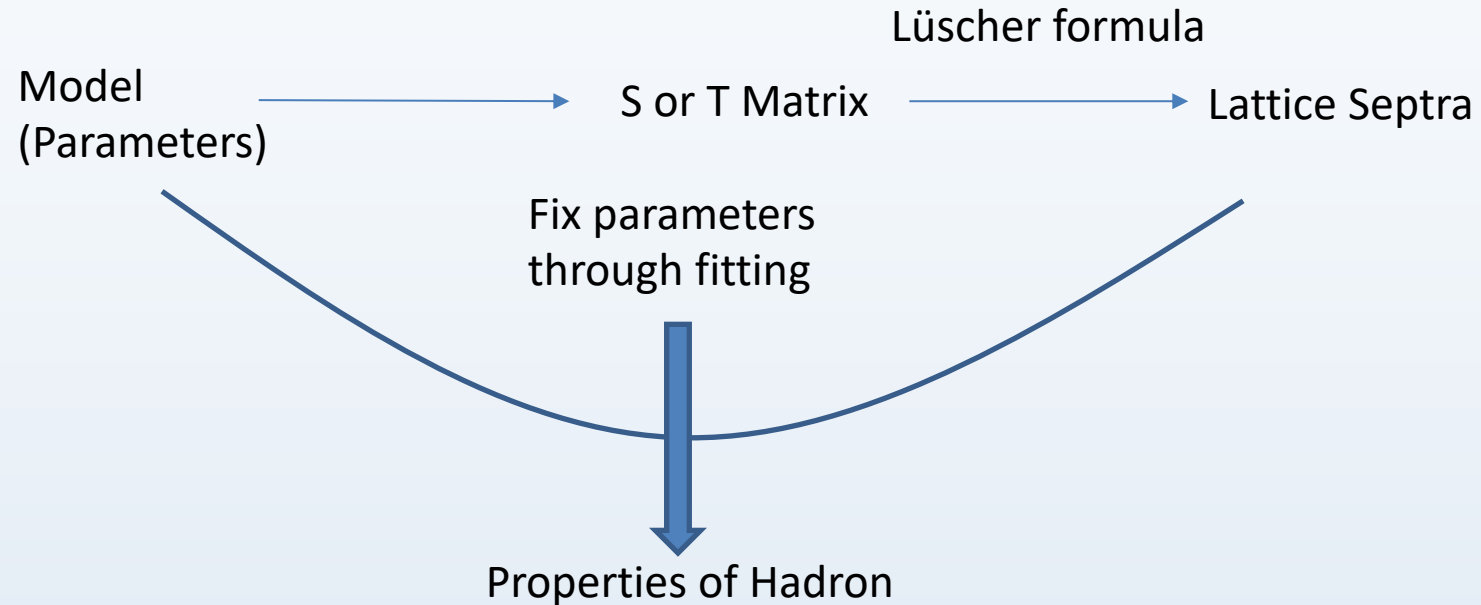 Lüscher formula
Model
(Parameters)
S or T Matrix
Lattice Septra
Fix parameters
through fitting
Properties of Hadron